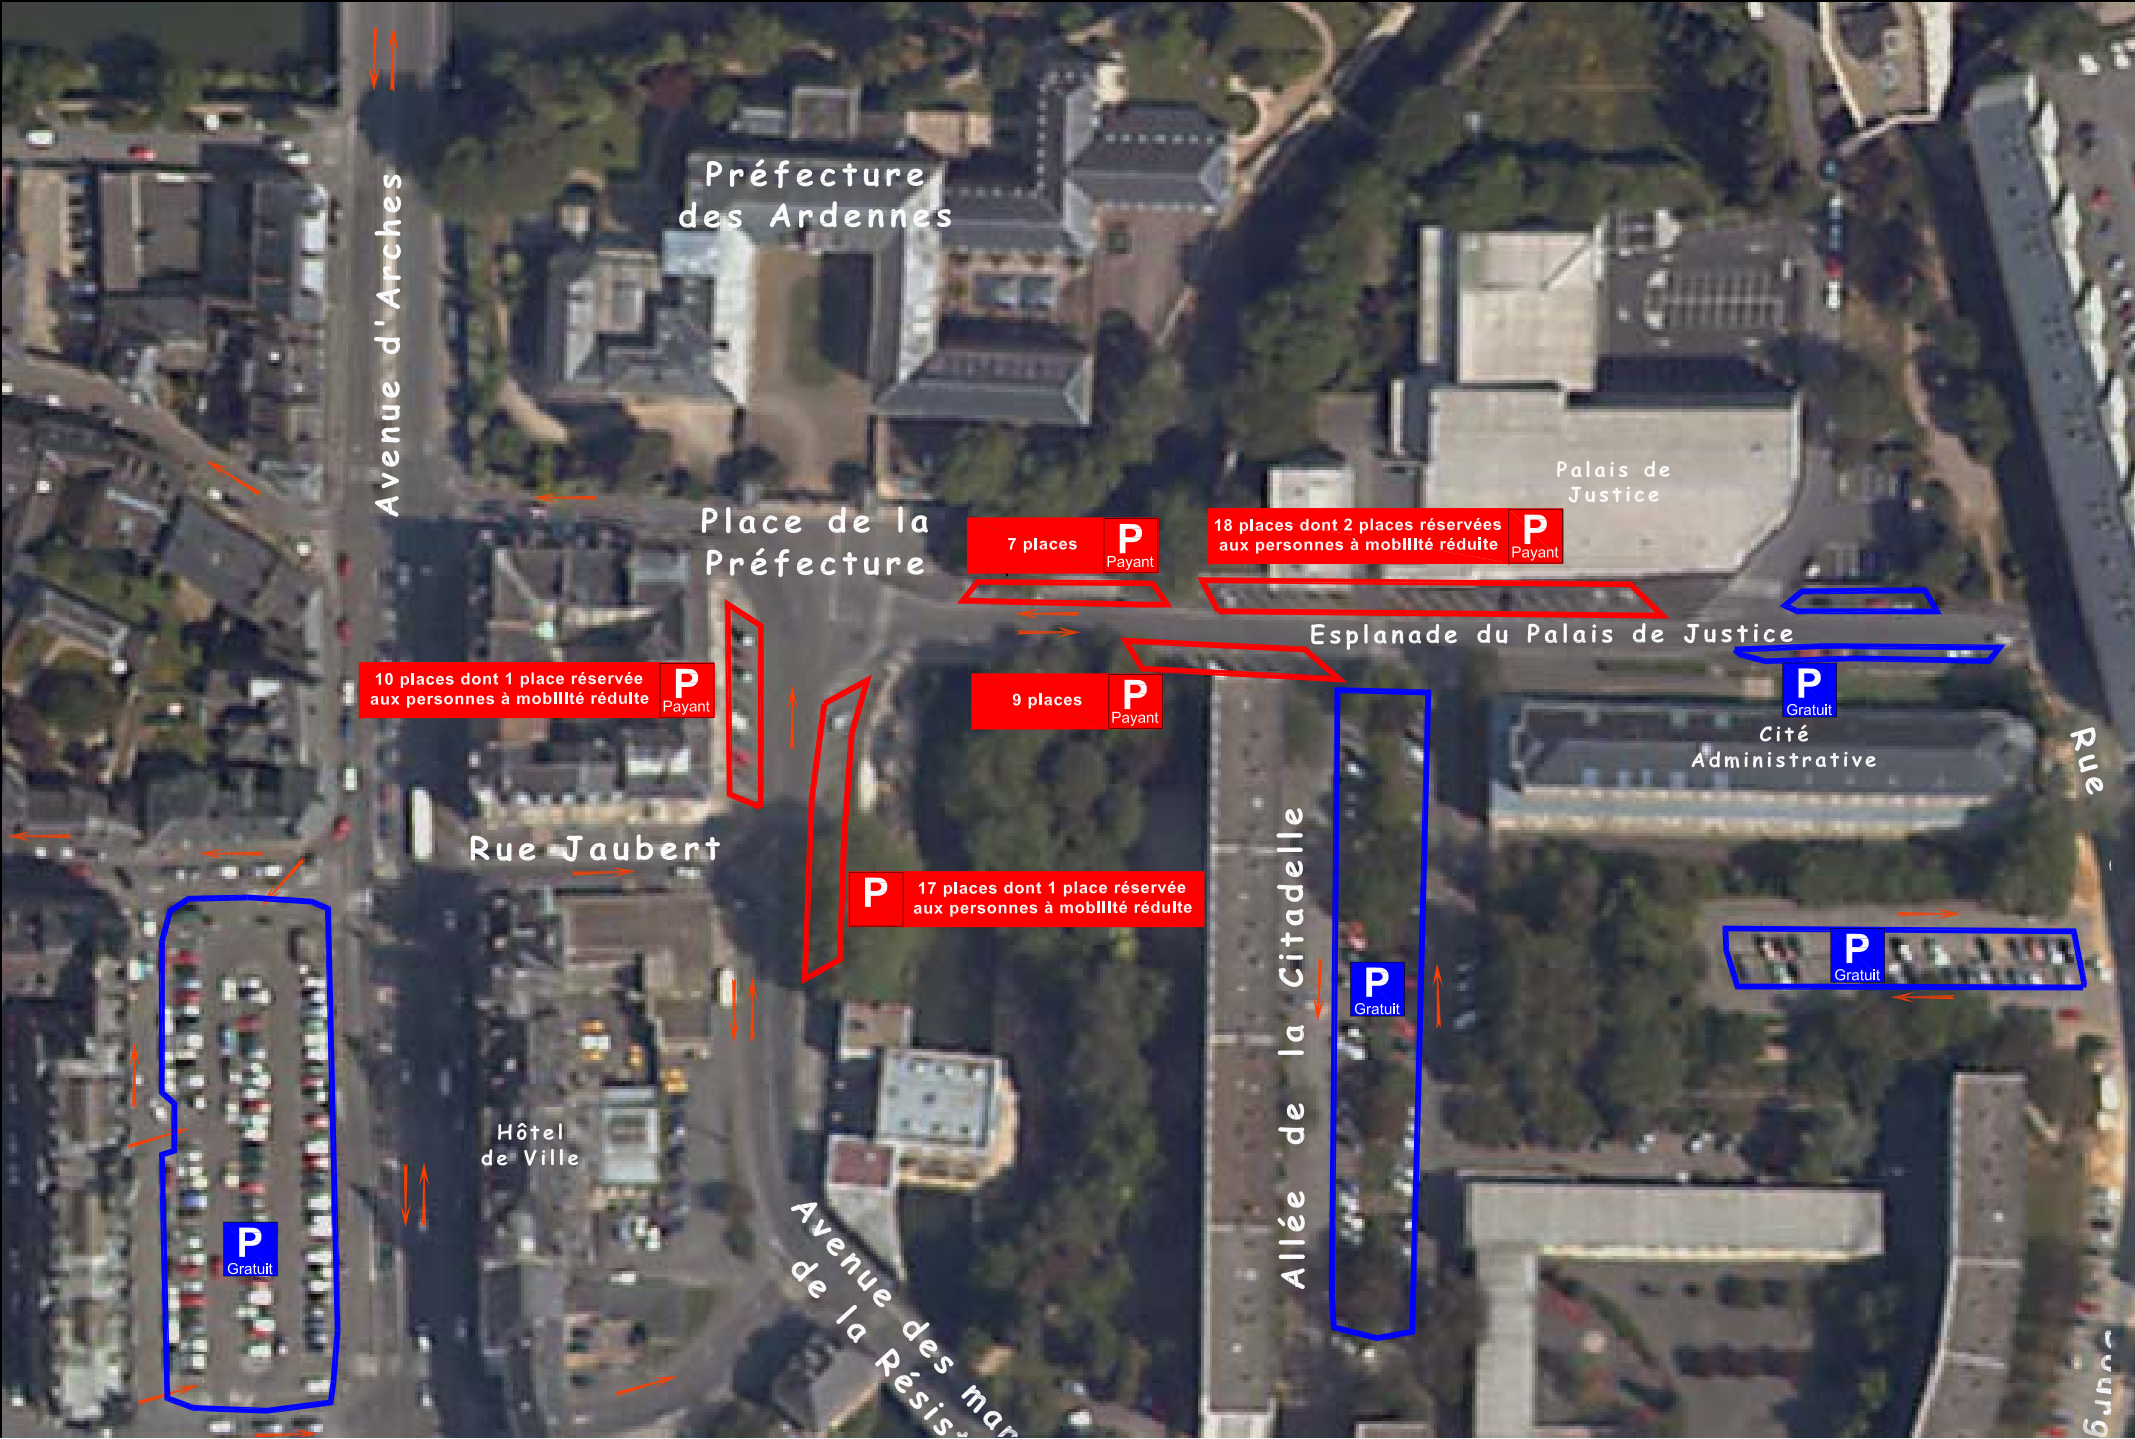 Préfecture
des Ardennes
Avenue d'Arches
Palais de
Justice
Place de la
Préfecture
7 places
P
Payant
18 places dont 2 places réservées
aux personnes à mobilité réduite
P
Payant
Esplanade du Palais de Justice
10 places dont 1 place réservée
aux personnes à mobilité réduite
P
Payant
9 places
P
Payant
P
Gratuit
Cité
Administrative
Rue
Rue Jaubert
P
17 places dont 1 place réservée
aux personnes à mobilité réduite
Allée de la Citadelle
P
Gratuit
P
Gratuit
Hôtel
de Ville
P
Gratuit
Avenue des mar
de la Résis